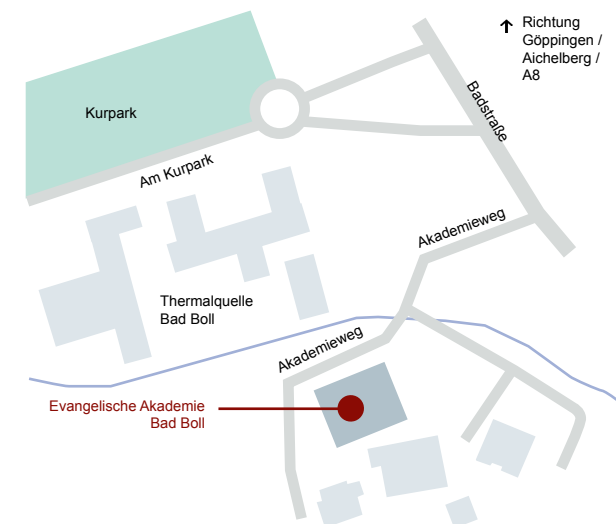 Richtung
Göppingen /
Aichelberg /
A8
Kurpark
Badstraße
Am Kurpark
Akademieweg
Thermalquelle
Bad Boll
Akademieweg
Evangelische Akademie
Bad Boll